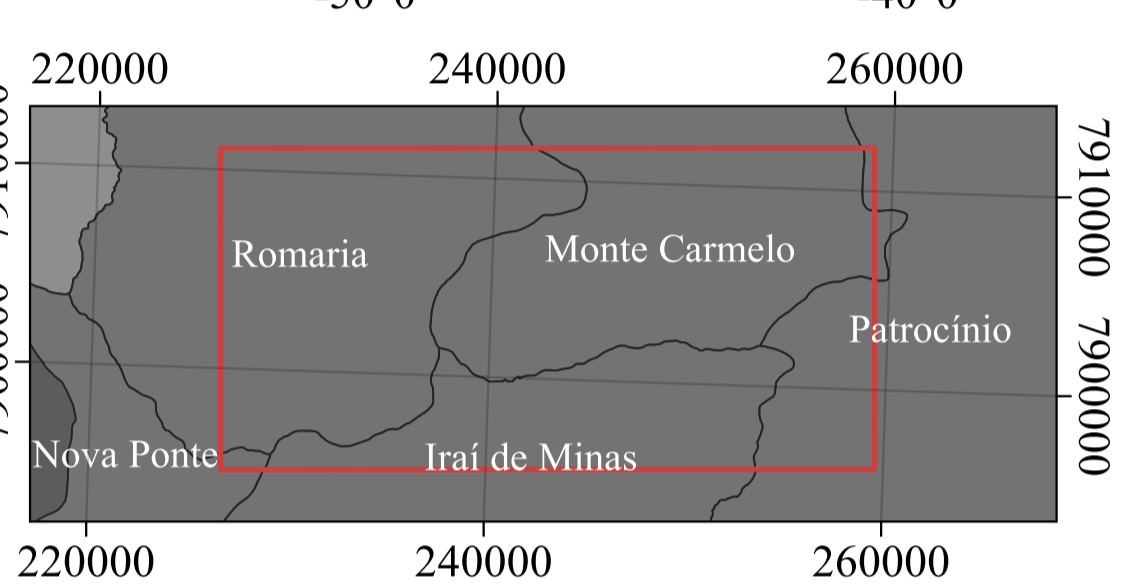 220000 240000 260000
7910000
Romaria
Monte Carmelo
Patrocínio
7900000
Nova Ponte
Iraí de Minas
220000 240000 260000